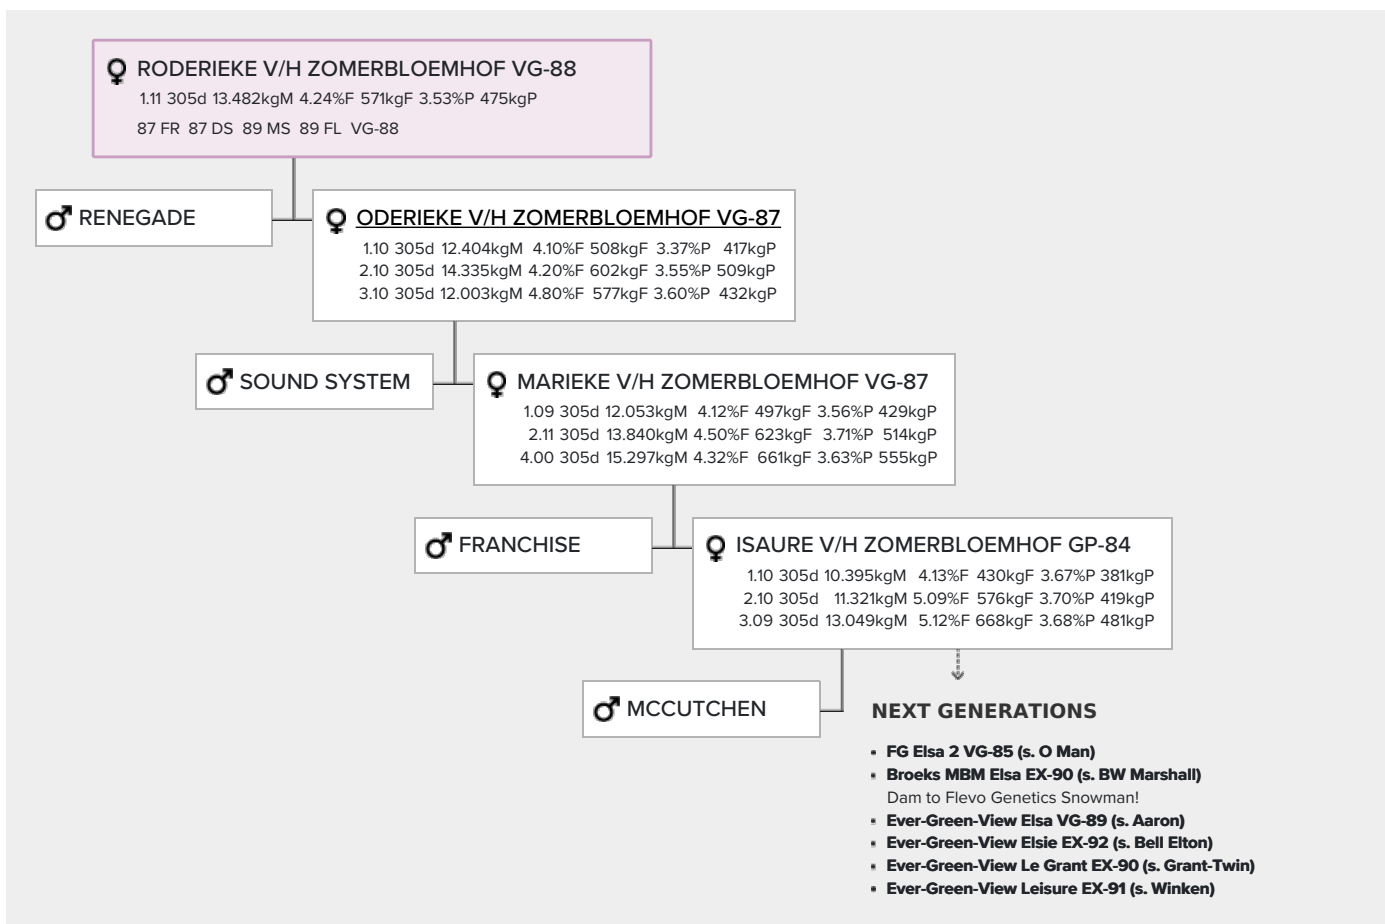 RODERIEKE V/H ZOMERBLOEMHOF VG-88
1.11 305d 13.482kgM 4.24%F 571kgF 3.53%P 475kgP
87 FR 87 DS 89 MS 89 FL VG-88
RENEGADE
ODERIEKE V/H ZOMERBLOEMHOF VG-87
1.10 305d 12.404kgM 4.10%F 508kgF 3.37%P 417kgP
2.10 305d 14.335kgM 4.20%F 602kgF 3.55%P 509kgP
3.10 305d 12.003kgM 4.80%F 577kgF 3.60%P 432kgP
SOUND SYSTEM
MARIEKE V/H ZOMERBLOEMHOF VG-87
1.09 305d 12.053kgM 4.12%F 497kgF 3.56%P 429kgP
2.11 305d 13.840kgM 4.50%F 623kgF 3.71%P 514kgP
4.00 305d 15.297kgM 4.32%F 661kgF 3.63%P 555kgP
FRANCHISE
ISAURE V/H ZOMERBLOEMHOF GP-84
1.10 305d 10.395kgM 4.13%F 430kgF 3.67%P 381kgP
2.10 305d 11.321kgM 5.09%F 576kgF 3.70%P 419kgP
3.09 305d 13.049kgM 5.12%F 668kgF 3.68%P 481kgP
MCCUTCHEN
NEXT GENERATIONS
FG Elsa 2 VG-85 (s. O Man)
Broeks MBM Elsa EX-90 (s. BW Marshall)
Dam to Flevo Genetics Snowman!
Ever-Green-View Elsa VG-89 (s. Aaron)
Ever-Green-View Elsie EX-92 (s. Bell Elton)
Ever-Green-View Le Grant EX-90 (s. Grant-Twin)
Ever-Green-View Leisure EX-91 (s. Winken)